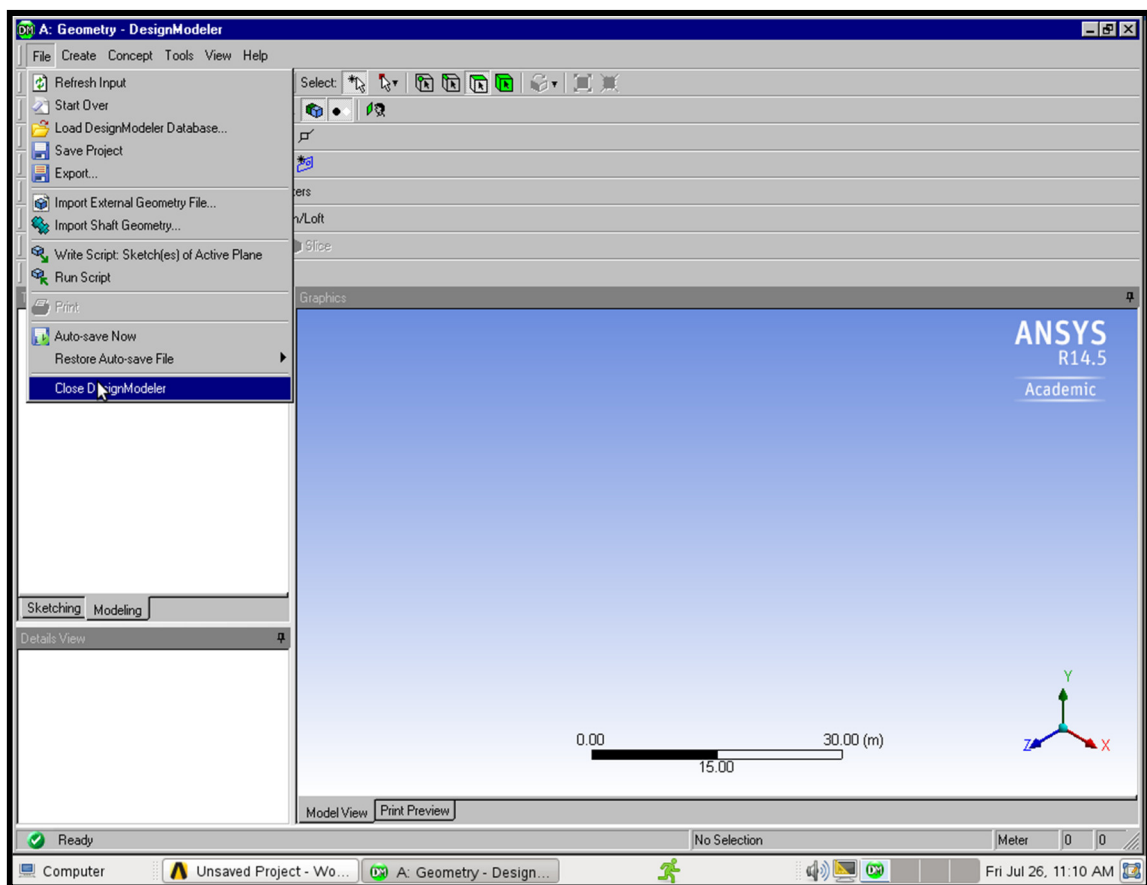 A: Geometry - DesignModeler
File Create Concept Tools View Help
Refresh Input
Start Over
Load DesignModeler Database...
Save Project
Export...
Import External Geometry File...
Import Shaft Geometry...
Write Script: Sketch(es) of Active Plane
Run Script
Print
Auto-save Now
Restore Auto-save File
Close DesignModeler
Select:
ters
n/Loft
Slice
Graphics
ANSYS
R14.5
Academic
Sketching Modeling
Details View
Y
Z X
0.00 30.00 (m)
15.00
Model View Print Preview
Ready No Selection Meter 0 0
Computer Unsaved Project - Wo... A: Geometry - Design... Fri Jul 26, 11:10 AM